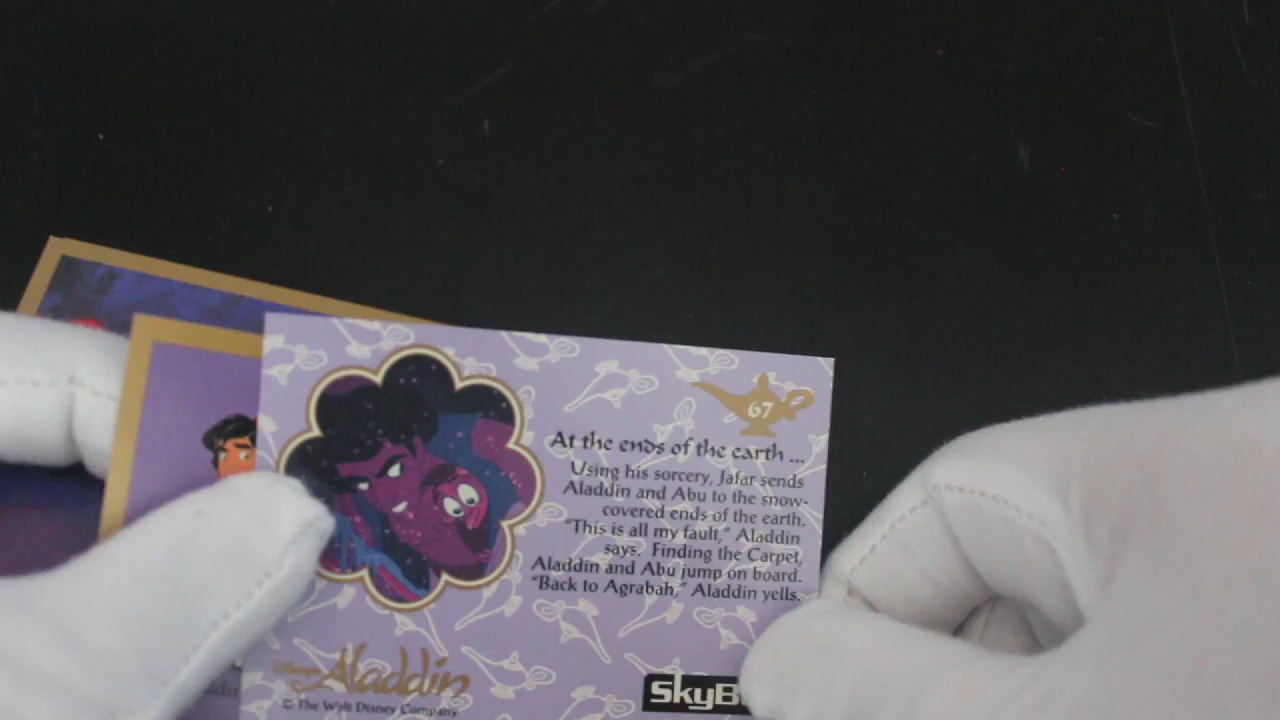 67
At the ends of the earth ...
Using his sorcery, Jafar sends
Aladdin and Abu to the snow-
covered ends of the earth.
"This is all my fault," Aladdin
says. Finding the Carpet,
Aladdin and Abu jump on board.
"Back to Agrabah," Aladdin yells.
Disney's Aladdin
© The Walt Disney Company
SkyB